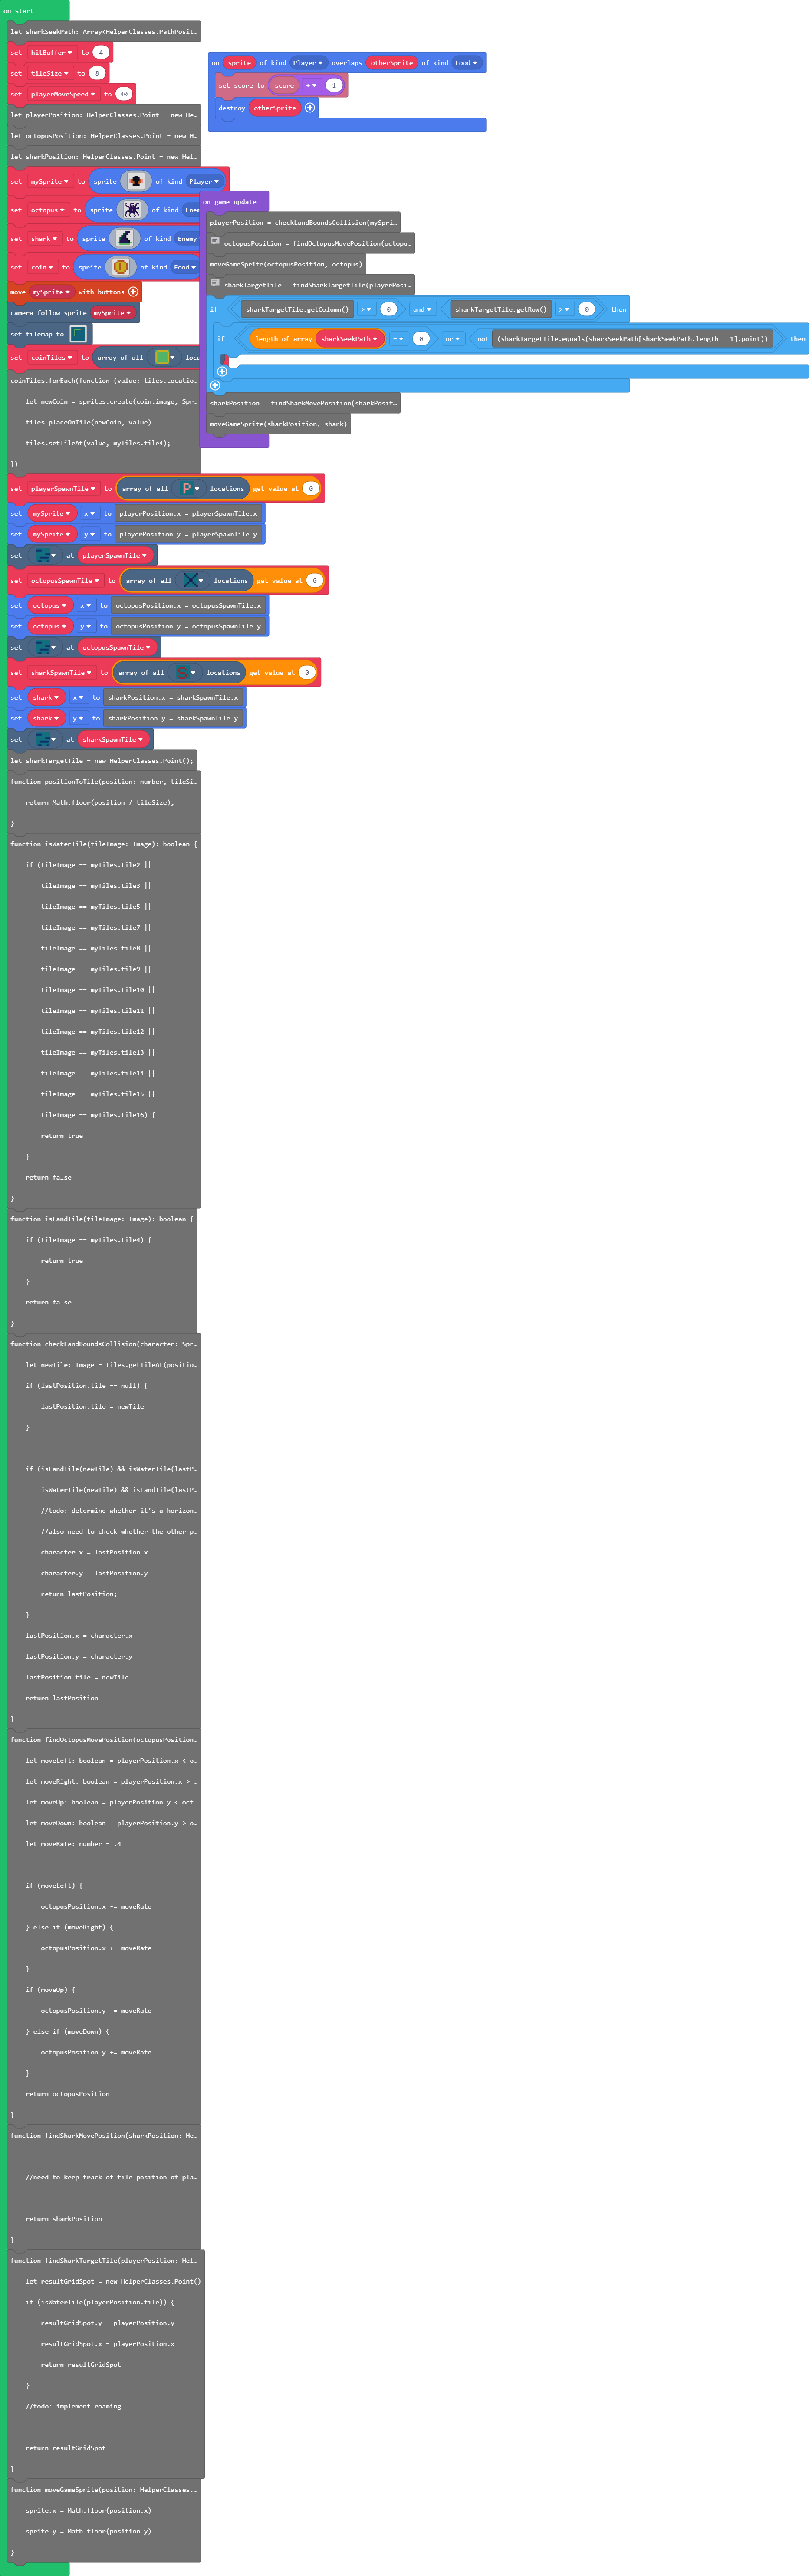 on start
let sharkSeekPath: Array<HelperClasses.PathPosit…
set hitBuffer to 4
set tileSize to 8
set playerMoveSpeed to 40
let playerPosition: HelperClasses.Point = new He…
let octopusPosition: HelperClasses.Point = new H…
let sharkPosition: HelperClasses.Point = new Hel…
set mySprite to sprite of kind Player
set octopus to sprite of kind Enem
set shark to sprite of kind Enemy
set coin to sprite of kind Food
move mySprite with buttons
camera follow sprite mySprite
set tilemap to
set coinTiles to array of all loca
coinTiles.forEach(function (value: tiles.Locatio…
let newCoin = sprites.create(coin.image, Spr…
tiles.placeOnTile(newCoin, value)
tiles.setTileAt(value, myTiles.tile4);
})
set playerSpawnTile to array of all P locations get value at 0
set mySprite x to playerPosition.x = playerSpawnTile.x
set mySprite y to playerPosition.y = playerSpawnTile.y
set at playerSpawnTile
set octopusSpawnTile to array of all locations get value at 0
set octopus x to octopusPosition.x = octopusSpawnTile.x
set octopus y to octopusPosition.y = octopusSpawnTile.y
set at octopusSpawnTile
set sharkSpawnTile to array of all S locations get value at 0
set shark x to sharkPosition.x = sharkSpawnTile.x
set shark y to sharkPosition.y = sharkSpawnTile.y
set at sharkSpawnTile
let sharkTargetTile = new HelperClasses.Point();
function positionToTile(position: number, tileSi…
return Math.floor(position / tileSize);
}
function isWaterTile(tileImage: Image): boolean {
if (tileImage == myTiles.tile2 ||
tileImage == myTiles.tile3 ||
tileImage == myTiles.tile5 ||
tileImage == myTiles.tile7 ||
tileImage == myTiles.tile8 ||
tileImage == myTiles.tile9 ||
tileImage == myTiles.tile10 ||
tileImage == myTiles.tile11 ||
tileImage == myTiles.tile12 ||
tileImage == myTiles.tile13 ||
tileImage == myTiles.tile14 ||
tileImage == myTiles.tile15 ||
tileImage == myTiles.tile16) {
return true
}
return false
}
function isLandTile(tileImage: Image): boolean {
if (tileImage == myTiles.tile4) {
return true
}
return false
}
function checkLandBoundsCollision(character: Spr…
let newTile: Image = tiles.getTileAt(positio…
if (lastPosition.tile == null) {
lastPosition.tile = newTile
}
if (isLandTile(newTile) && isWaterTile(lastP…
isWaterTile(newTile) && isLandTile(lastP…
//todo: determine whether it's a horizon…
//also need to check whether the other p…
character.x = lastPosition.x
character.y = lastPosition.y
return lastPosition;
}
lastPosition.x = character.x
lastPosition.y = character.y
lastPosition.tile = newTile
return lastPosition
}
function findOctopusMovePosition(octopusPosition…
let moveLeft: boolean = playerPosition.x < o…
let moveRight: boolean = playerPosition.x > …
let moveUp: boolean = playerPosition.y < oct…
let moveDown: boolean = playerPosition.y > o…
let moveRate: number = .4
if (moveLeft) {
octopusPosition.x -= moveRate
} else if (moveRight) {
octopusPosition.x += moveRate
}
if (moveUp) {
octopusPosition.y -= moveRate
} else if (moveDown) {
octopusPosition.y += moveRate
}
return octopusPosition
}
function findSharkMovePosition(sharkPosition: He…
//need to keep track of tile position of pla…
return sharkPosition
}
function findSharkTargetTile(playerPosition: Hel…
let resultGridSpot = new HelperClasses.Point()
if (isWaterTile(playerPosition.tile)) {
resultGridSpot.y = playerPosition.y
resultGridSpot.x = playerPosition.x
return resultGridSpot
}
//todo: implement roaming
return resultGridSpot
}
function moveGameSprite(position: HelperClasses.…
sprite.x = Math.floor(position.x)
sprite.y = Math.floor(position.y)
}
on sprite of kind Player overlaps otherSprite of kind Food
set score to score + 1
destroy otherSprite
on game update
playerPosition = checkLandBoundsCollision(mySpri…
octopusPosition = findOctopusMovePosition(octopu…
moveGameSprite(octopusPosition, octopus)
sharkTargetTile = findSharkTargetTile(playerPosi…
if sharkTargetTile.getColumn() > 0 and sharkTargetTile.getRow() > 0 then
if length of array sharkSeekPath = 0 or not (sharkTargetTile.equals(sharkSeekPath[sharkSeekPath.length - 1].point)) then
sharkPosition = findSharkMovePosition(sharkPosit…
moveGameSprite(sharkPosition, shark)